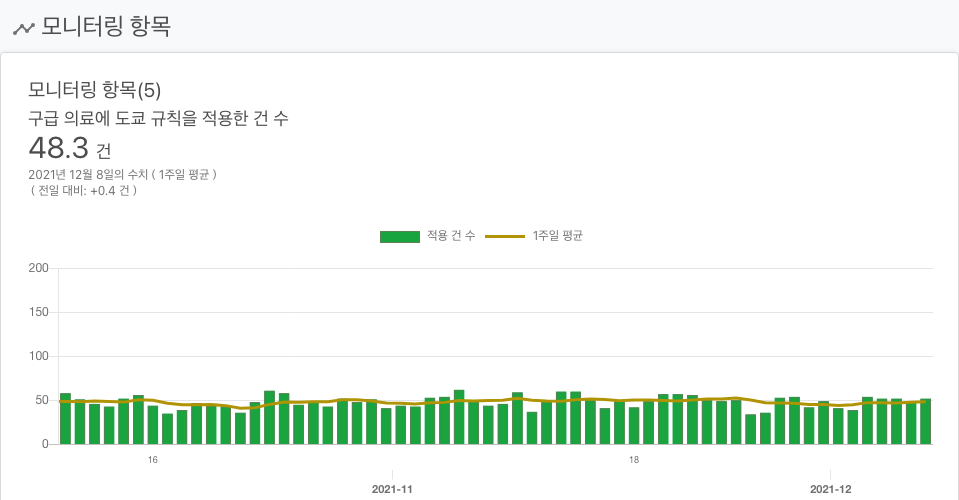 모니터링 항목
모니터링 항목(5)
구급 의료에 도쿄 규칙을 적용한 건 수
48.3 건
2021년 12월 8일의 수치 ( 1주일 평균 )
( 전일 대비: +0.4 건 )
적용 건 수 1주일 평균
200
150
100
50
0
16 18
2021-11 2021-12